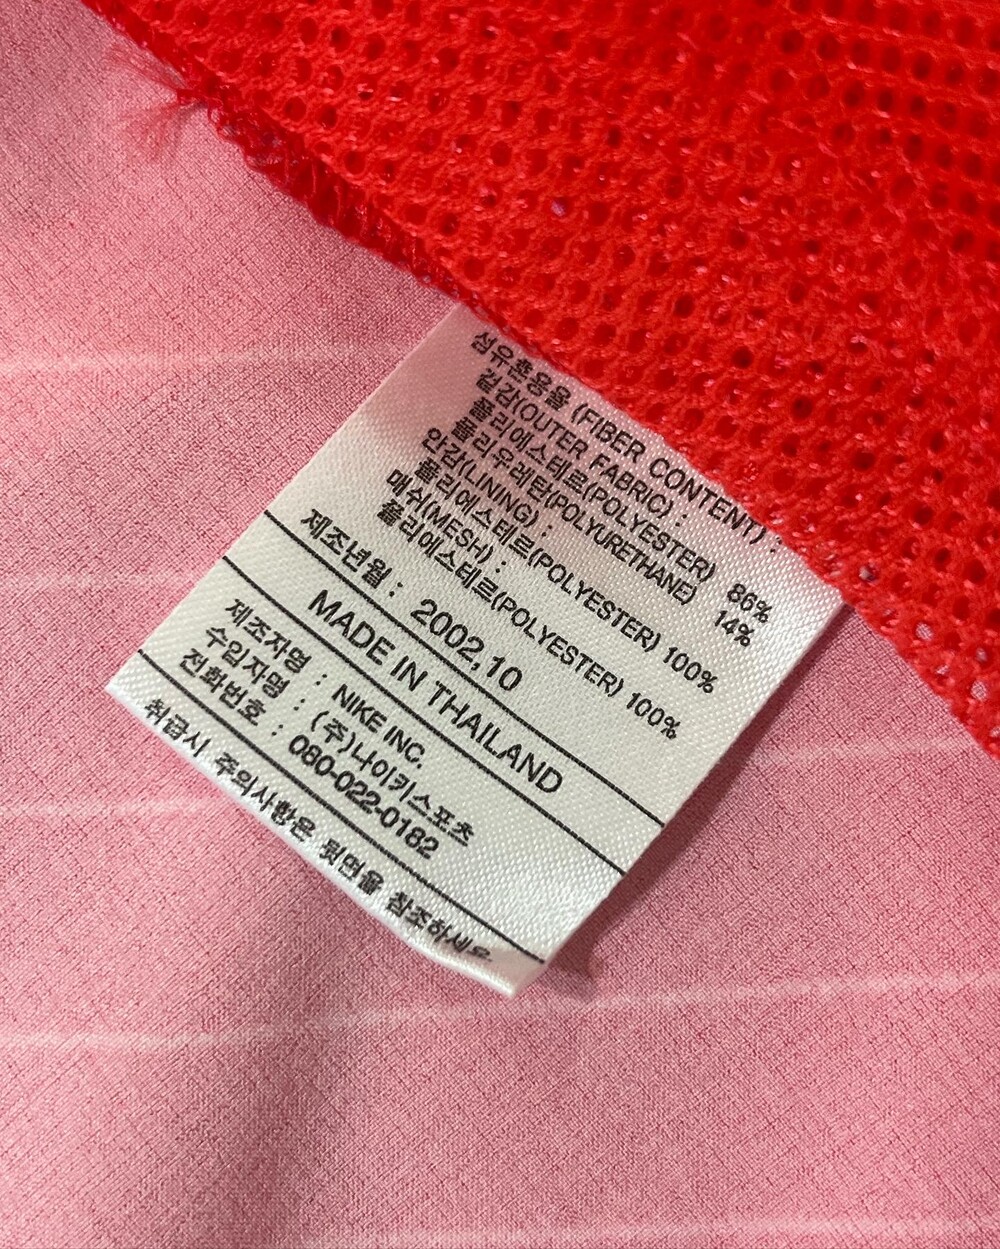 섬유혼용율 (FIBER CONTENT) :
겉감(OUTER FABRIC) :
폴리에스테르(POLYESTER) 86%
폴리우레탄(POLYURETHANE) 14%
안감(LINING) :
폴리에스테르(POLYESTER) 100%
매쉬(MESH) :
폴리에스테르(POLYESTER) 100%
제조년월 : 2002,10
MADE IN THAILAND
제조자명 : NIKE INC.
수입자명 : (주)나이키스포츠
전화번호 : 080-022-0182
취급시 주의사항은 뒷면을 참조하세요